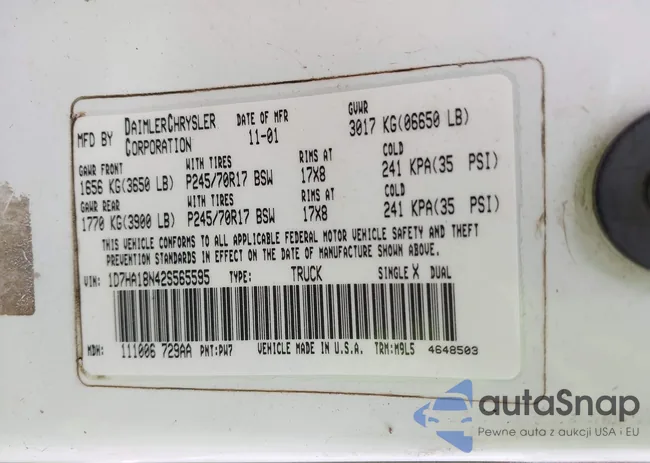 MFD BY DAIMLERCHRYSLER CORPORATION DATE OF MFR 11-01 GVWR 3017 KG(06650 LB)
GAWR FRONT WITH TIRES RIMS AT COLD
1656 KG(3650 LB) P245/70R17 BSW 17X8 241 KPA(35 PSI)
GAWR REAR WITH TIRES RIMS AT COLD
1770 KG(3900 LB) P245/70R17 BSW 17X8 241 KPA(35 PSI)
THIS VEHICLE CONFORMS TO ALL APPLICABLE FEDERAL MOTOR VEHICLE SAFETY AND THEFT
PREVENTION STANDARDS IN EFFECT ON THE DATE OF MANUFACTURE SHOWN ABOVE.
VIN: 1D7HA18N42S565595 TYPE: TRUCK SINGLE X DUAL
MDH: 111006 729AA PNT:PW7 VEHICLE MADE IN U.S.A. TRM:M9L5 4648503
autaSnap
Pewne auta z aukcji USA i EU